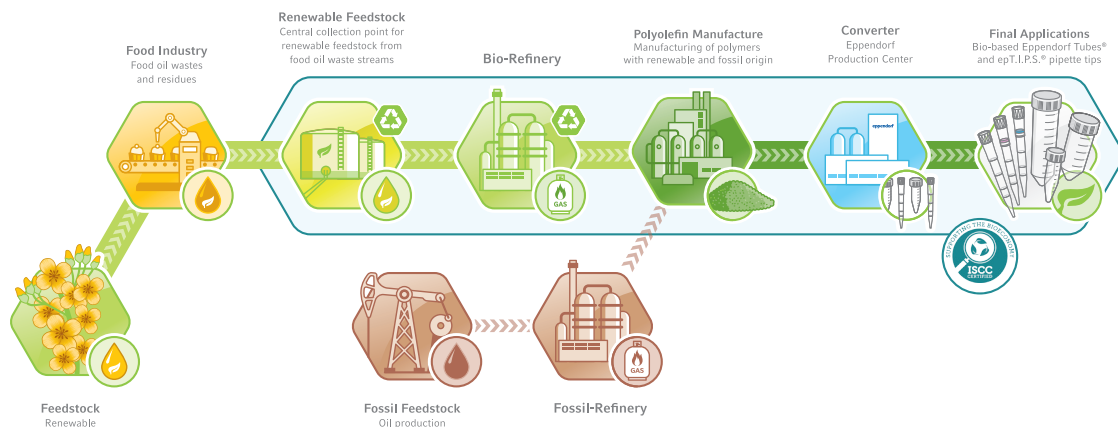 Food Industry
Food oil wastes
and residues
Renewable Feedstock
Central collection point for
renewable feedstock from
food oil waste streams
Bio-Refinery
Polyolefin Manufacture
Manufacturing of polymers
with renewable and fossil origin
Converter
Eppendorf
Production Center
Final Applications
Bio-based Eppendorf Tubes®
and epT.I.P.S.® pipette tips
eppendorf
GAS
SUPPORTING THE BIOECONOMY
ISCC
CERTIFIED
GAS
Feedstock
Renewable
Fossil Feedstock
Oil production
Fossil-Refinery